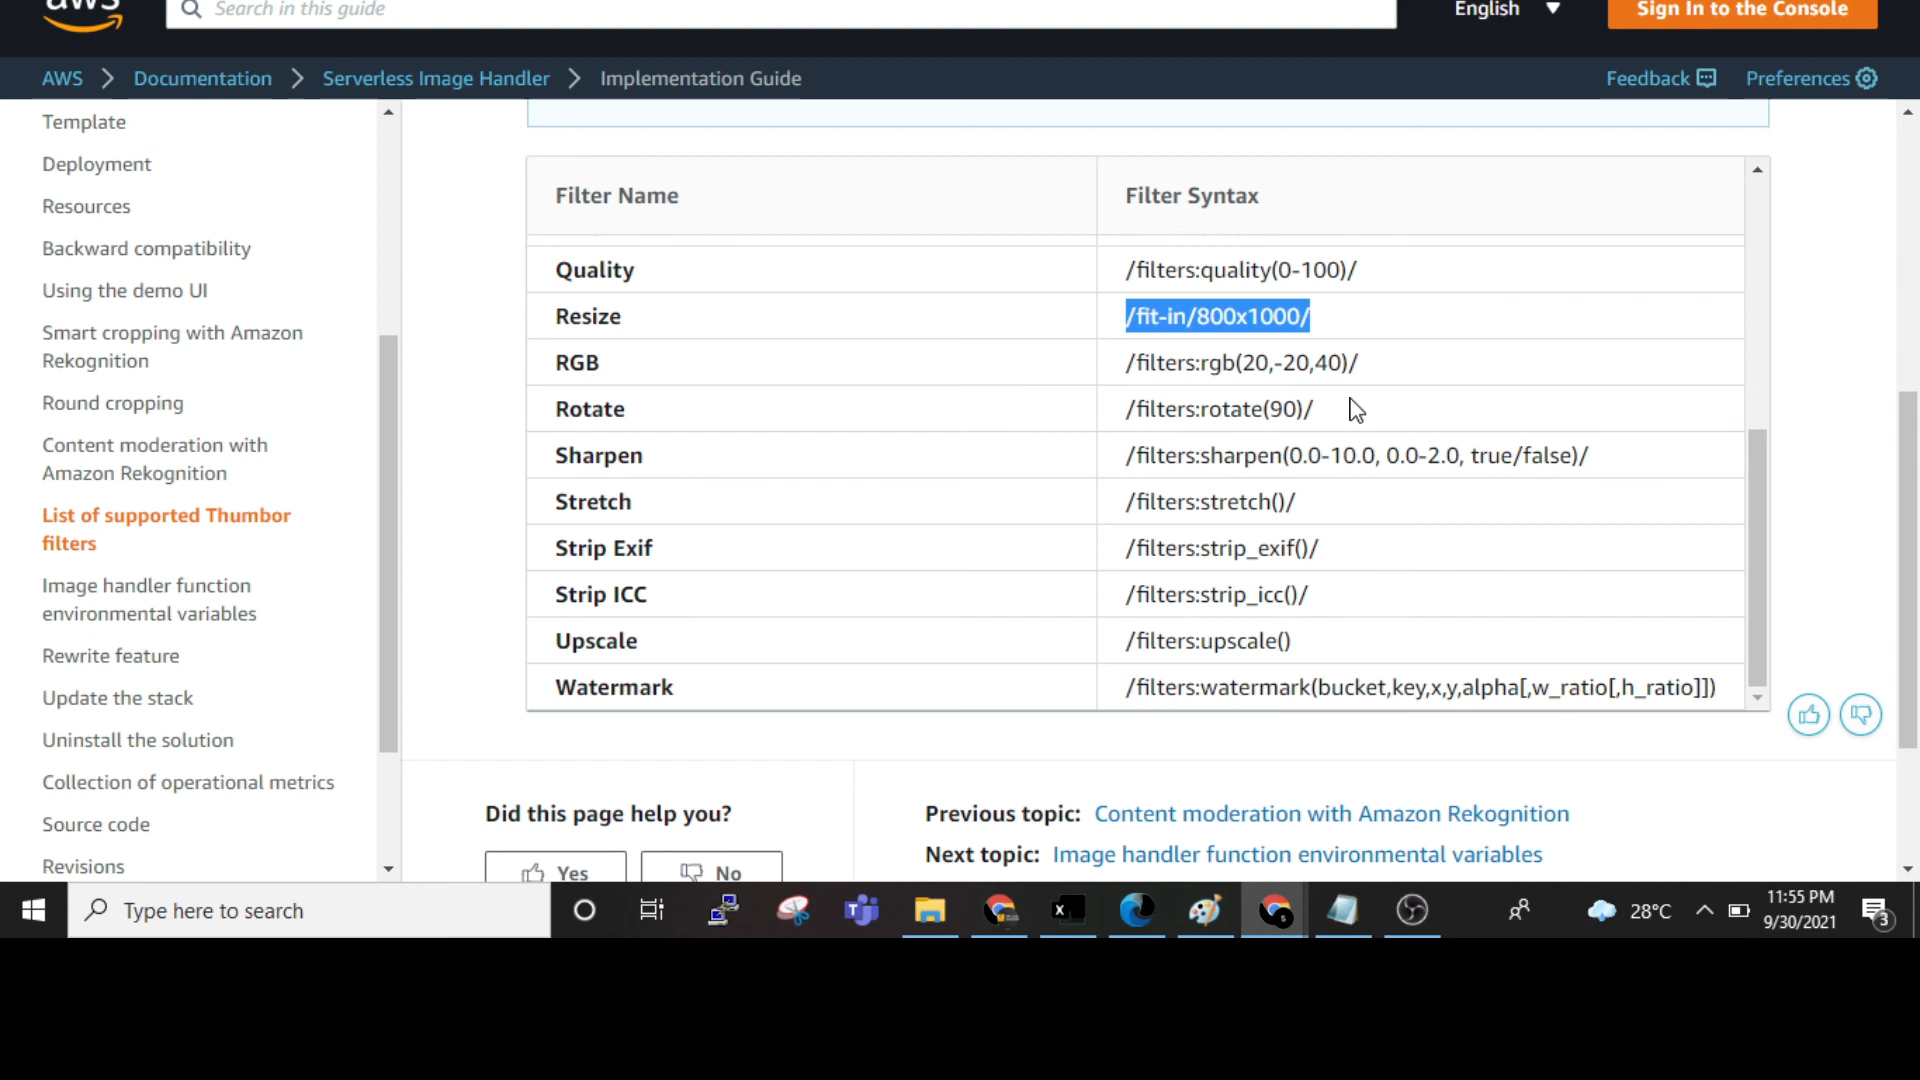 aws
Search in this guide
English
Sign In to the Console
AWS > Documentation > Serverless Image Handler > Implementation Guide
Feedback
Preferences
Template
Deployment
Resources
Backward compatibility
Using the demo UI
Smart cropping with Amazon
Rekognition
Round cropping
Content moderation with
Amazon Rekognition
List of supported Thumbor
filters
Image handler function
environmental variables
Rewrite feature
Update the stack
Uninstall the solution
Collection of operational metrics
Source code
Revisions
Filter Name Filter Syntax
Quality /filters:quality(0-100)/
Resize /fit-in/800x1000/
RGB /filters:rgb(20,-20,40)/
Rotate /filters:rotate(90)/
Sharpen /filters:sharpen(0.0-10.0, 0.0-2.0, true/false)/
Stretch /filters:stretch()/
Strip Exif /filters:strip_exif()/
Strip ICC /filters:strip_icc()/
Upscale /filters:upscale()
Watermark /filters:watermark(bucket,key,x,y,alpha[,w_ratio[,h_ratio]])
Did this page help you?
Yes No
Previous topic: Content moderation with Amazon Rekognition
Next topic: Image handler function environmental variables
Type here to search
28°C
11:55 PM
9/30/2021
3